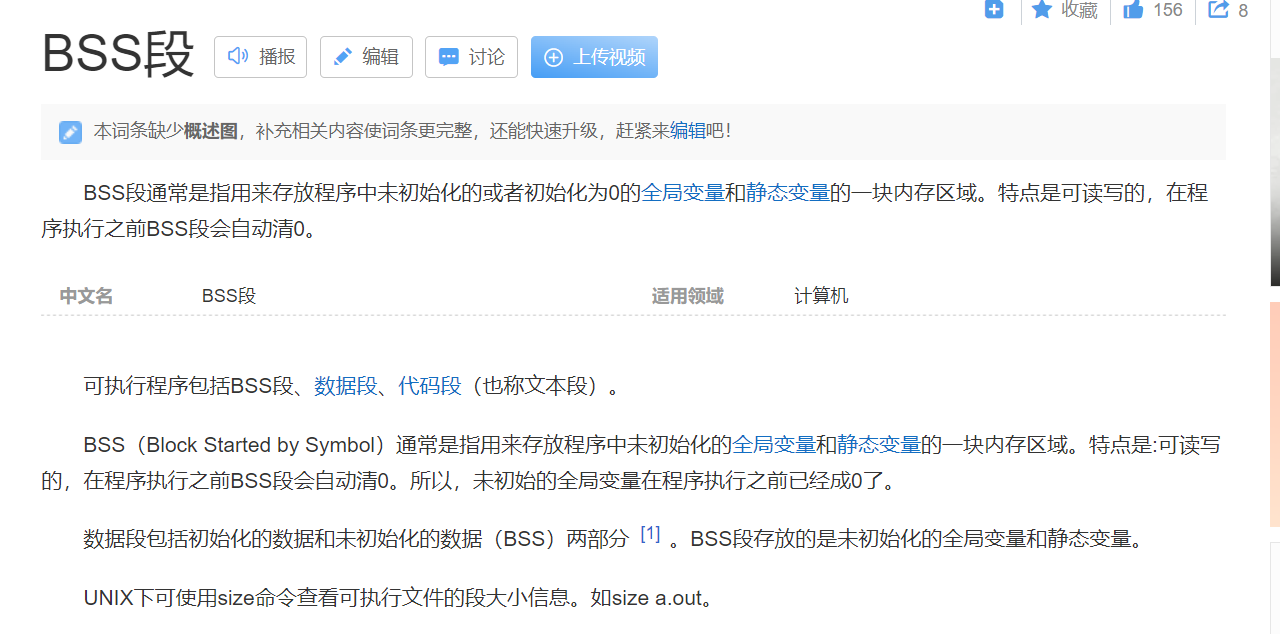 收藏 156 8
BSS段 播报 编辑 讨论 上传视频
本词条缺少概述图，补充相关内容使词条更完整，还能快速升级，赶紧来编辑吧！
BSS段通常是指用来存放程序中未初始化的或者初始化为0的全局变量和静态变量的一块内存区域。特点是可读写的，在程
序执行之前BSS段会自动清0。
中文名 BSS段 适用领域 计算机
可执行程序包括BSS段、数据段、代码段（也称文本段）。
BSS（Block Started by Symbol）通常是指用来存放程序中未初始化的全局变量和静态变量的一块内存区域。特点是:可读写
的，在程序执行之前BSS段会自动清0。所以，未初始的全局变量在程序执行之前已经成0了。
数据段包括初始化的数据和未初始化的数据（BSS）两部分 [1] 。BSS段存放的是未初始化的全局变量和静态变量。
UNIX下可使用size命令查看可执行文件的段大小信息。如size a.out。